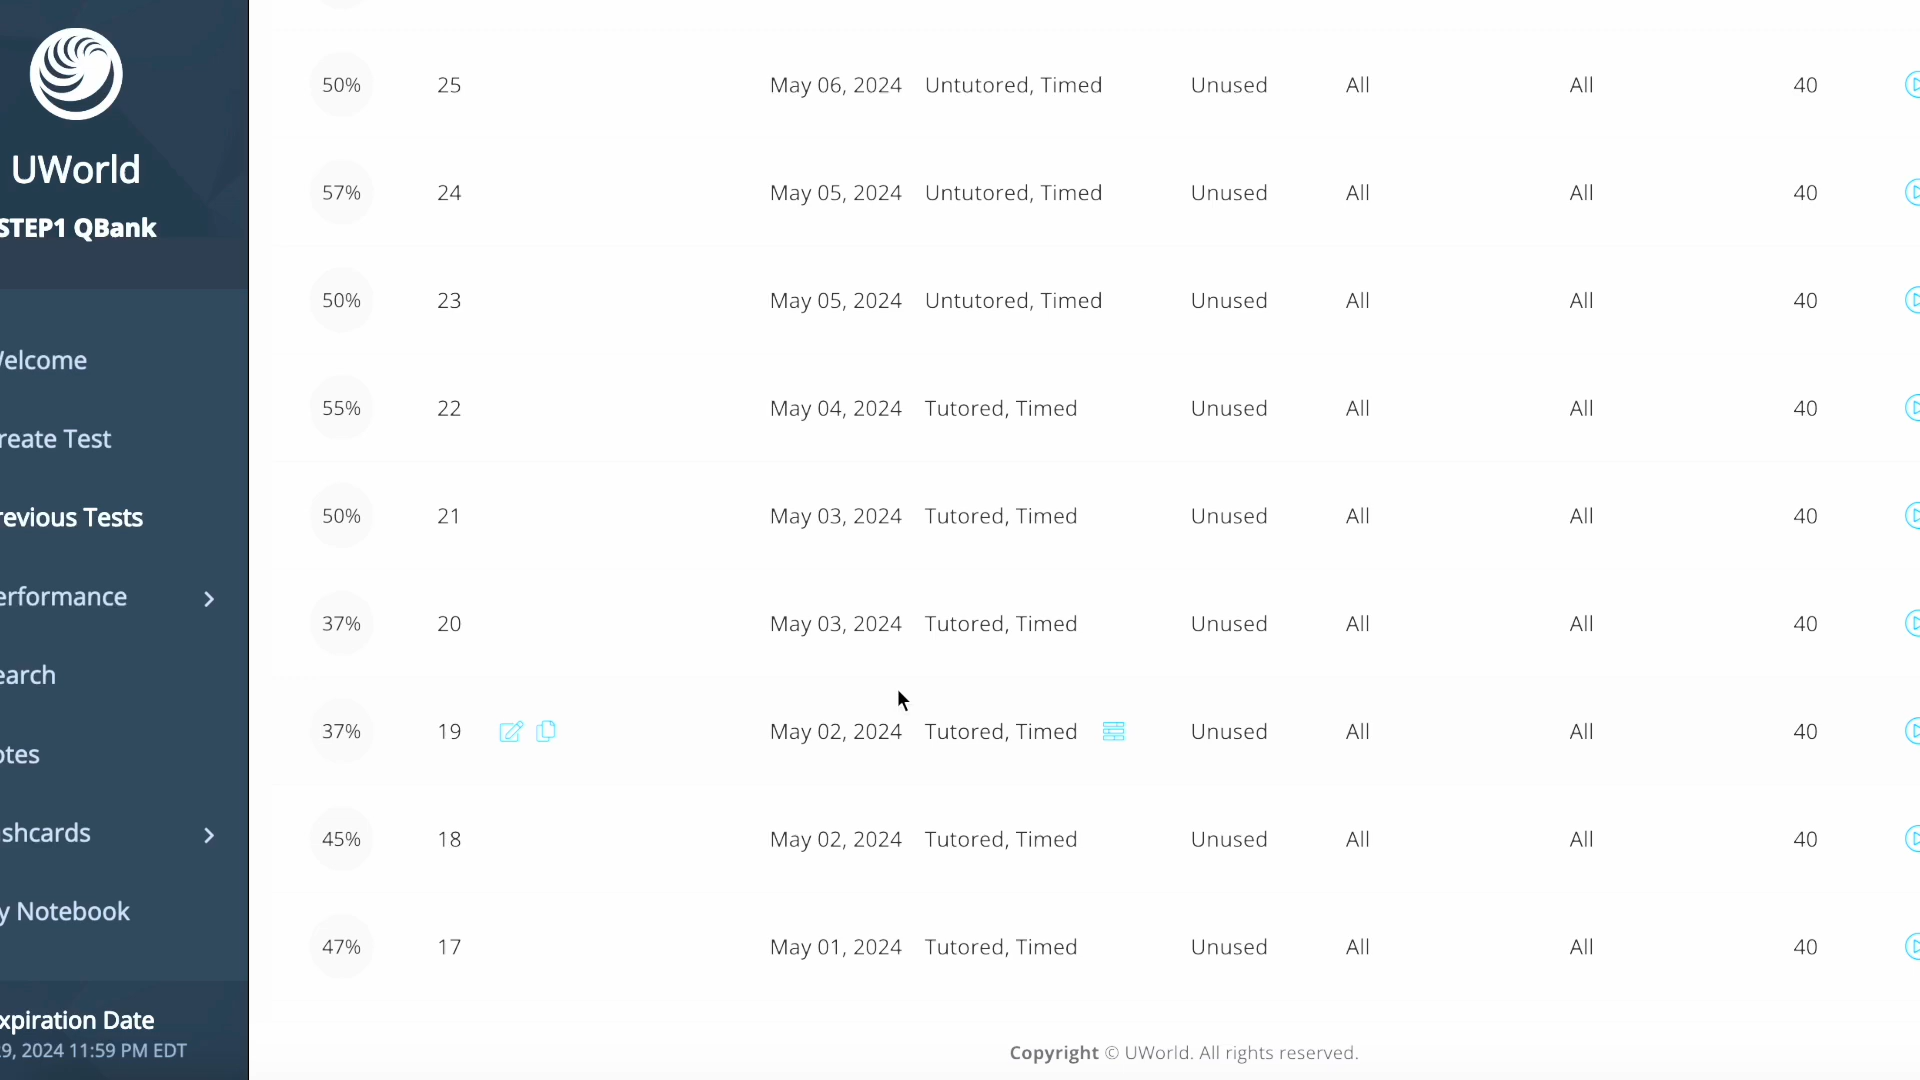 UWorld
STEP1 QBank
elcome
reate Test
revious Tests
erformance
earch
otes
shcards
y Notebook
xpiration Date
9, 2024 11:59 PM EDT
50% 25 May 06, 2024 Untutored, Timed Unused All All 40
57% 24 May 05, 2024 Untutored, Timed Unused All All 40
50% 23 May 05, 2024 Untutored, Timed Unused All All 40
55% 22 May 04, 2024 Tutored, Timed Unused All All 40
50% 21 May 03, 2024 Tutored, Timed Unused All All 40
37% 20 May 03, 2024 Tutored, Timed Unused All All 40
37% 19 May 02, 2024 Tutored, Timed Unused All All 40
45% 18 May 02, 2024 Tutored, Timed Unused All All 40
47% 17 May 01, 2024 Tutored, Timed Unused All All 40
Copyright © UWorld. All rights reserved.